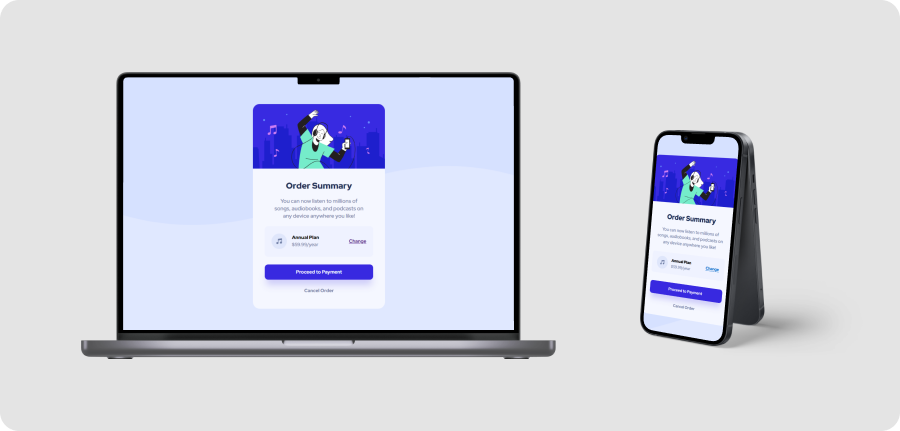 Order Summary
You can now listen to millions of
songs, audiobooks, and podcasts on
any device anywhere you like!
Annual Plan
$59.99/year
Change
Proceed to Payment
Cancel Order
Order Summary
You can now listen to millions of
songs, audiobooks, and podcasts on
any device anywhere you like!
Annual Plan
$59.99/year
Change
Proceed to Payment
Cancel Order